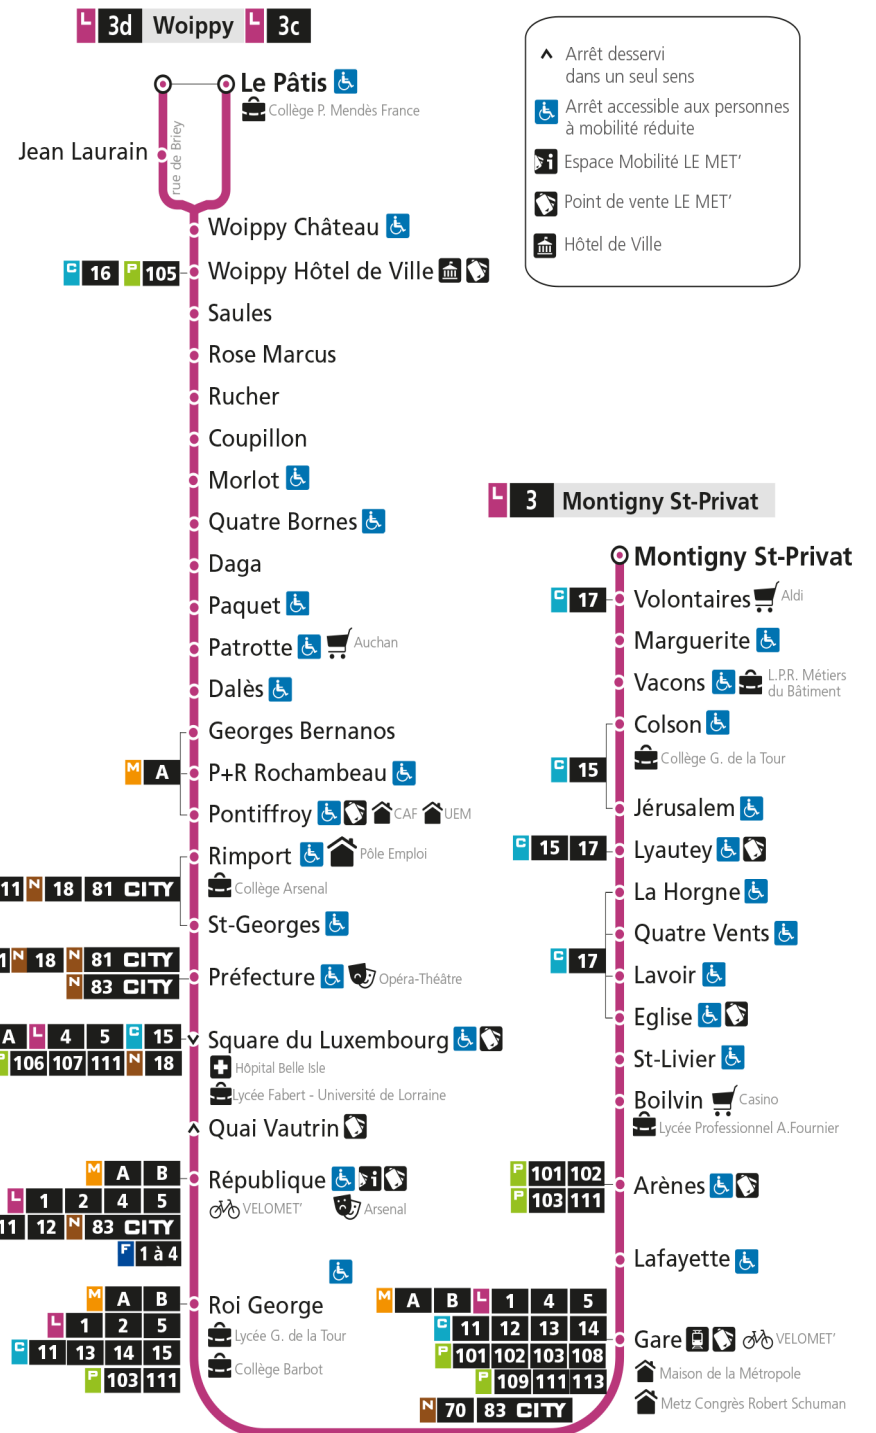 L 3d Woippy L 3c
Le Pâtis
Collège P. Mendès France
rue de Briey
Jean Laurain
Woippy Château
C 16 P 105 Woippy Hôtel de Ville
Saules
Rose Marcus
Rucher
Coupillon
Morlot
Quatre Bornes
Daga
Paquet
Patrotte Auchan
Dalès
Georges Bernanos
M A P+R Rochambeau
Pontiffroy CAF UEM
Rimport Pôle Emploi
11 N 18 81 CITY Collège Arsenal
St-Georges
1 N 18 N 81 CITY
N 83 CITY
Préfecture Opéra-Théâtre
A L 4 5 C 15 Square du Luxembourg
P 106 107 111 N 18 Hôpital Belle Isle
Lycée Fabert - Université de Lorraine
Quai Vautrin
M A B République
L 1 2 4 5 VELOMET' Arsenal
11 12 N 83 CITY
F 1 à 4
M A B Roi George
L 1 2 5 Lycée G. de la Tour
C 11 13 14 15 Collège Barbot
P 103 111
Arrêt desservi
dans un seul sens
Arrêt accessible aux personnes
à mobilité réduite
i Espace Mobilité LE MET'
Point de vente LE MET'
Hôtel de Ville
L 3 Montigny St-Privat
Montigny St-Privat
C 17 Volontaires Aldi
Marguerite
Vacons L.P.R. Métiers
du Bâtiment
Colson
C 15 Collège G. de la Tour
Jérusalem
C 15 17 Lyautey
La Horgne
Quatre Vents
C 17
Lavoir
Eglise
St-Livier
Boilvin Casino
Lycée Professionnel A.Fournier
P 101 102
P 103 111
Arènes
Lafayette
M A B L 1 4 5
C 11 12 13 14
Gare VELOMET'
P 101 102 103 108
P 109 111 113
Maison de la Métropole
N 70 83 CITY Metz Congrès Robert Schuman